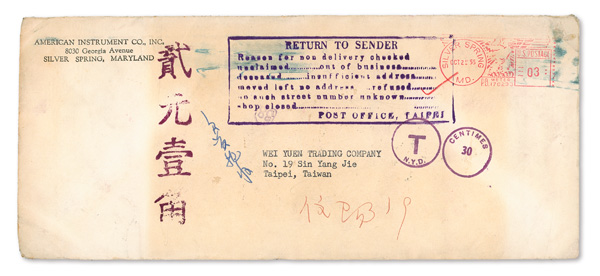 AMERICAN INSTRUMENT CO., INC.
8030 Georgia Avenue
SILVER SPRING, MARYLAND
貳元壹角
RETURN TO SENDER
Reason for non delivery checked
unclaimed........out of business
deceased......insufficient address
moved left no address....refused
no such street number unknown
shop closed
POST OFFICE, TAIPEI
SILVER SPRING
MD.
U.S. POSTAGE
03
T
N.Y.D.
CENTIMES
30
WEI YUEN TRADING COMPANY
No. 19 Sin Yang Jie
Taipei, Taiwan